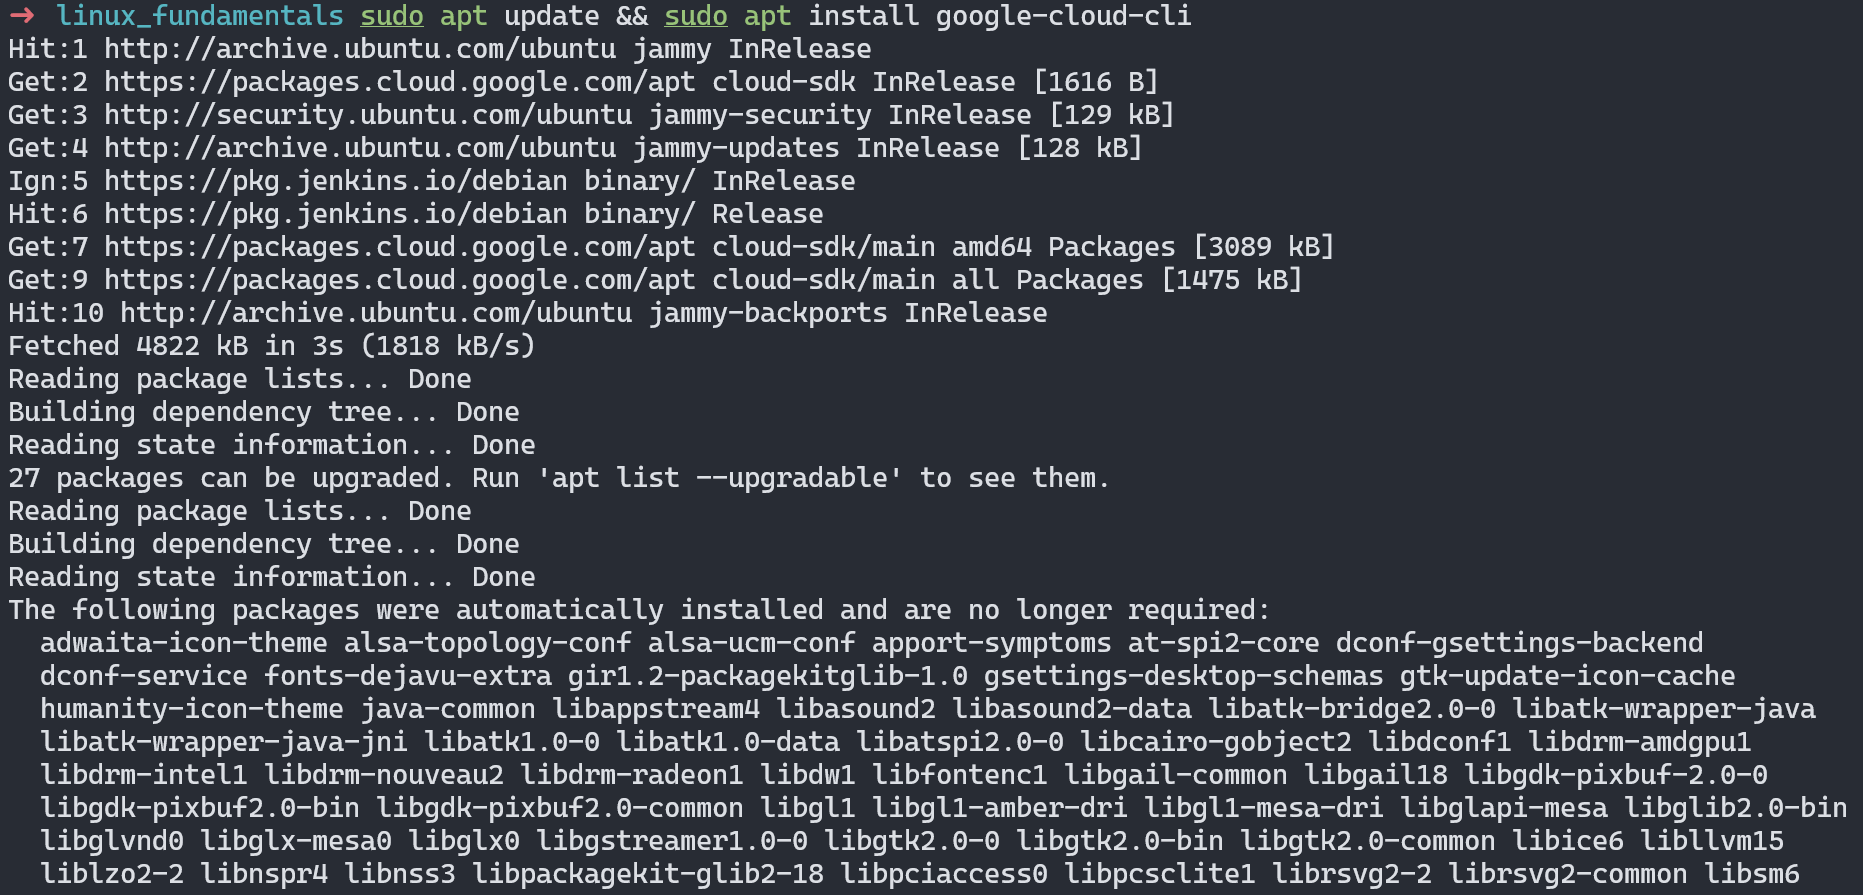 ➜ linux_fundamentals sudo apt update && sudo apt install google-cloud-cli
Hit:1 http://archive.ubuntu.com/ubuntu jammy InRelease
Get:2 https://packages.cloud.google.com/apt cloud-sdk InRelease [1616 B]
Get:3 http://security.ubuntu.com/ubuntu jammy-security InRelease [129 kB]
Get:4 http://archive.ubuntu.com/ubuntu jammy-updates InRelease [128 kB]
Ign:5 https://pkg.jenkins.io/debian binary/ InRelease
Hit:6 https://pkg.jenkins.io/debian binary/ Release
Get:7 https://packages.cloud.google.com/apt cloud-sdk/main amd64 Packages [3089 kB]
Get:9 https://packages.cloud.google.com/apt cloud-sdk/main all Packages [1475 kB]
Hit:10 http://archive.ubuntu.com/ubuntu jammy-backports InRelease
Fetched 4822 kB in 3s (1818 kB/s)
Reading package lists... Done
Building dependency tree... Done
Reading state information... Done
27 packages can be upgraded. Run 'apt list --upgradable' to see them.
Reading package lists... Done
Building dependency tree... Done
Reading state information... Done
The following packages were automatically installed and are no longer required:
  adwaita-icon-theme alsa-topology-conf alsa-ucm-conf apport-symptoms at-spi2-core dconf-gsettings-backend
  dconf-service fonts-dejavu-extra gir1.2-packagekitglib-1.0 gsettings-desktop-schemas gtk-update-icon-cache
  humanity-icon-theme java-common libappstream4 libasound2 libasound2-data libatk-bridge2.0-0 libatk-wrapper-java
  libatk-wrapper-java-jni libatk1.0-0 libatk1.0-data libatspi2.0-0 libcairo-gobject2 libdconf1 libdrm-amdgpu1
  libdrm-intel1 libdrm-nouveau2 libdrm-radeon1 libdw1 libfontenc1 libgail-common libgail18 libgdk-pixbuf-2.0-0
  libgdk-pixbuf2.0-bin libgdk-pixbuf2.0-common libgl1 libgl1-amber-dri libgl1-mesa-dri libglapi-mesa libglib2.0-bin
  libglvnd0 libglx-mesa0 libglx0 libgstreamer1.0-0 libgtk2.0-0 libgtk2.0-bin libgtk2.0-common libice6 libllvm15
  liblzo2-2 libnspr4 libnss3 libpackagekit-glib2-18 libpciaccess0 libpcsclite1 librsvg2-2 librsvg2-common libsm6